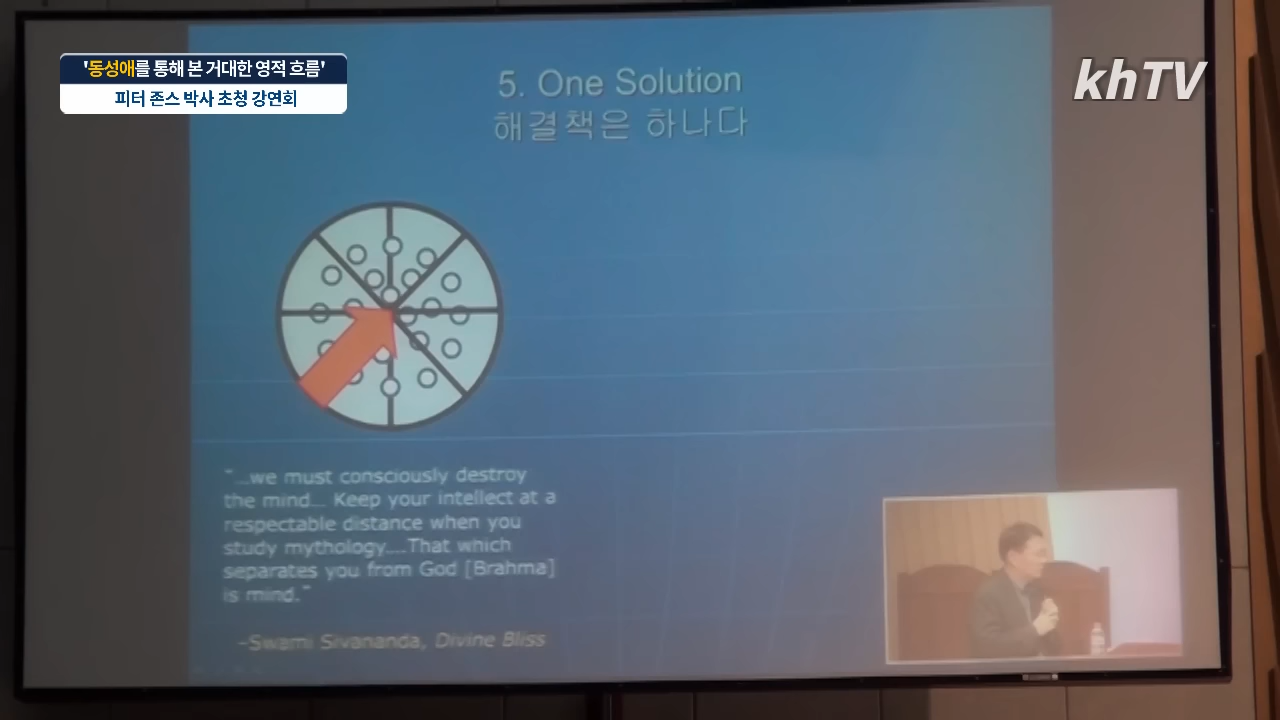 '동성애를 통해 본 거대한 영적 흐름'
피터 존스 박사 초청 강연회
khTV
5. One Solution
해결책은 하나다
"...we must consciously destroy
the mind... Keep your intellect at a
respectable distance when you
study mythology....That which
separates you from God [Brahma]
is mind."
–Swami Sivananda, Divine Bliss